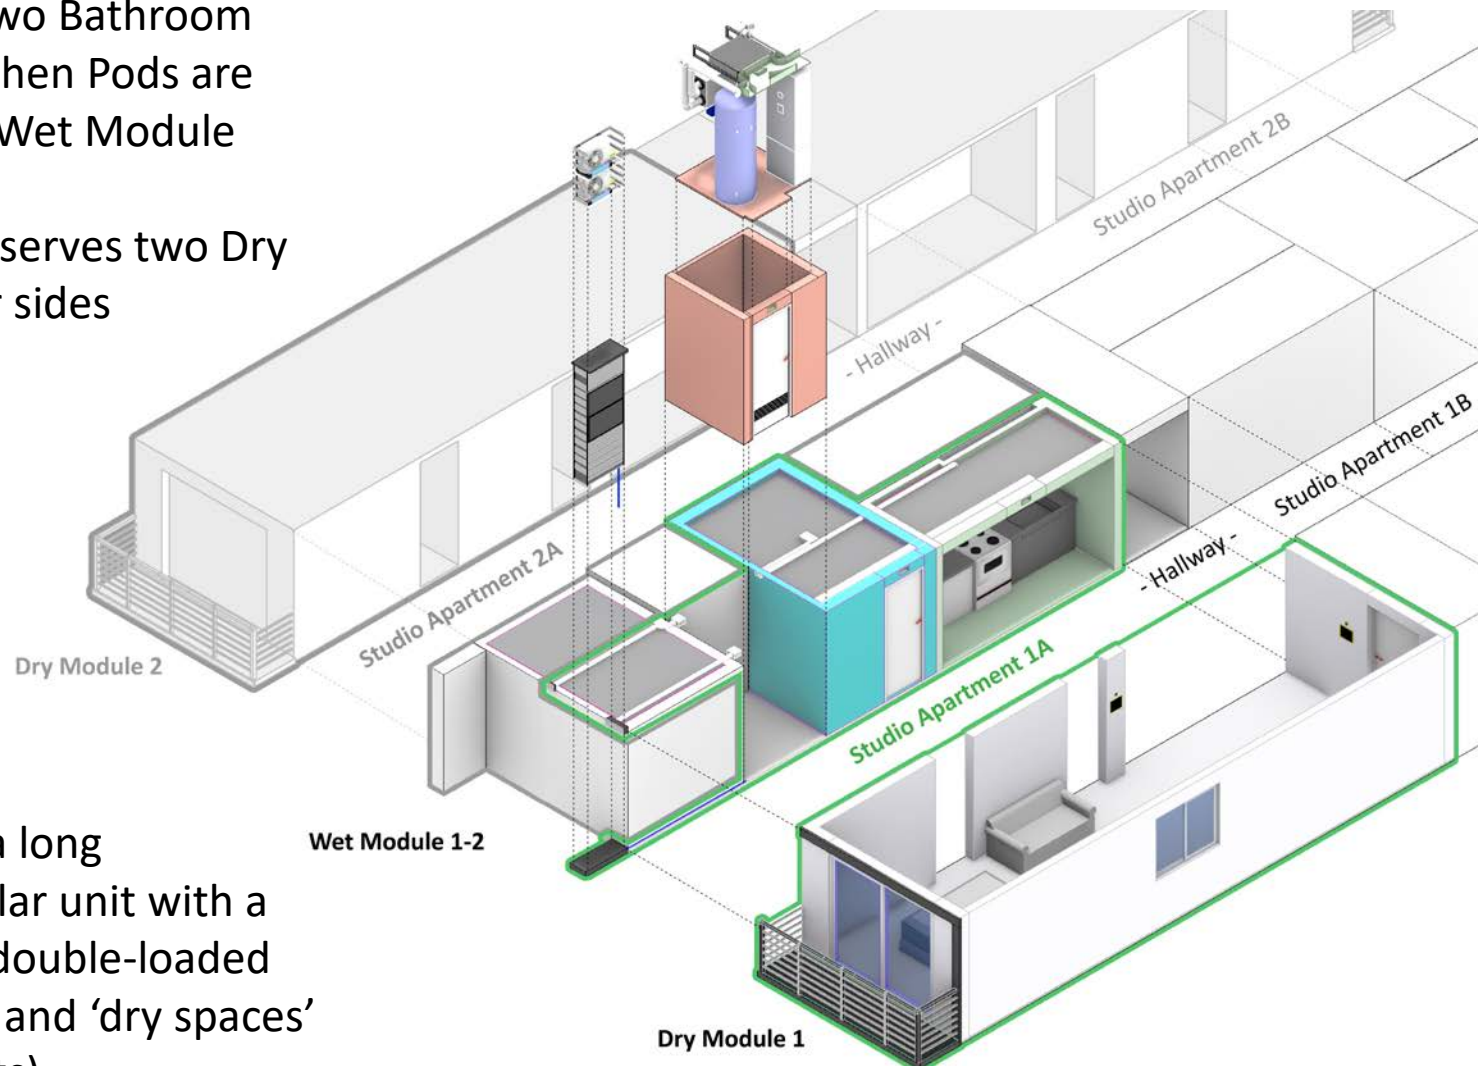 wo Bathroom
hen Pods are
Wet Module
serves two Dry
r sides
Studio Apartment 2B
- Hallway -
Studio Apartment 1B
- Hallway -
Studio Apartment 2A
Dry Module 2
Studio Apartment 1A
Wet Module 1-2
a long
lar unit with a
double-loaded
and ‘dry spaces’
Dry Module 1